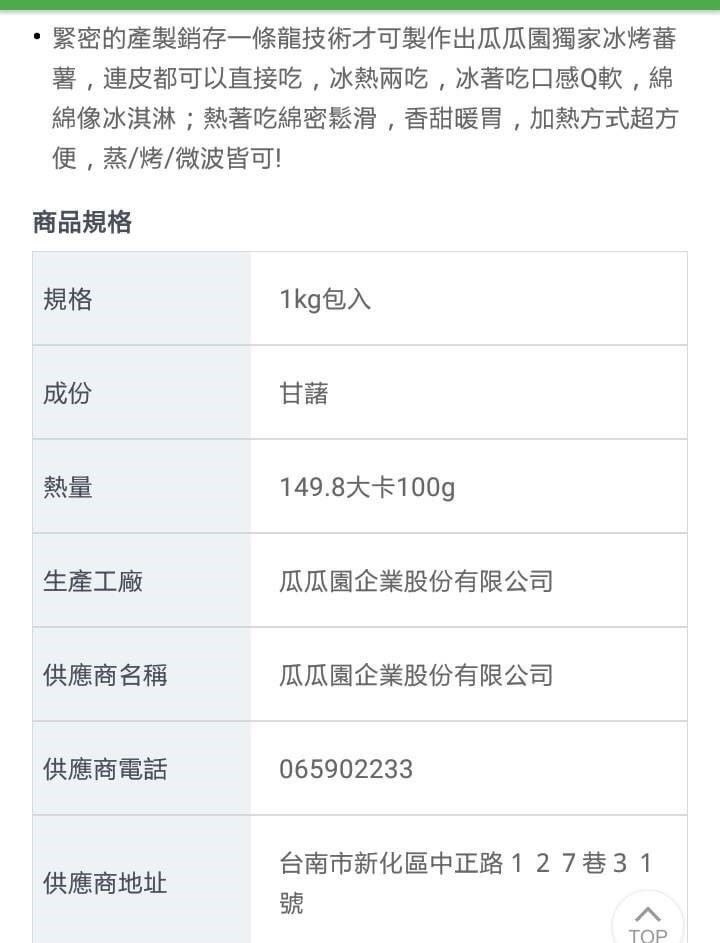 • 緊密的產製銷存一條龍技術才可製作出瓜瓜園獨家冰烤蕃
薯，連皮都可以直接吃，冰熱兩吃，冰著吃口感Q軟，綿
綿像冰淇淋；熱著吃綿密鬆滑，香甜暖胃，加熱方式超方
便，蒸/烤/微波皆可!
商品規格
規格 1kg包入
成份 甘藷
熱量 149.8大卡100g
生產工廠 瓜瓜園企業股份有限公司
供應商名稱 瓜瓜園企業股份有限公司
供應商電話 065902233
供應商地址 台南市新化區中正路１２７巷３１
號
TOP